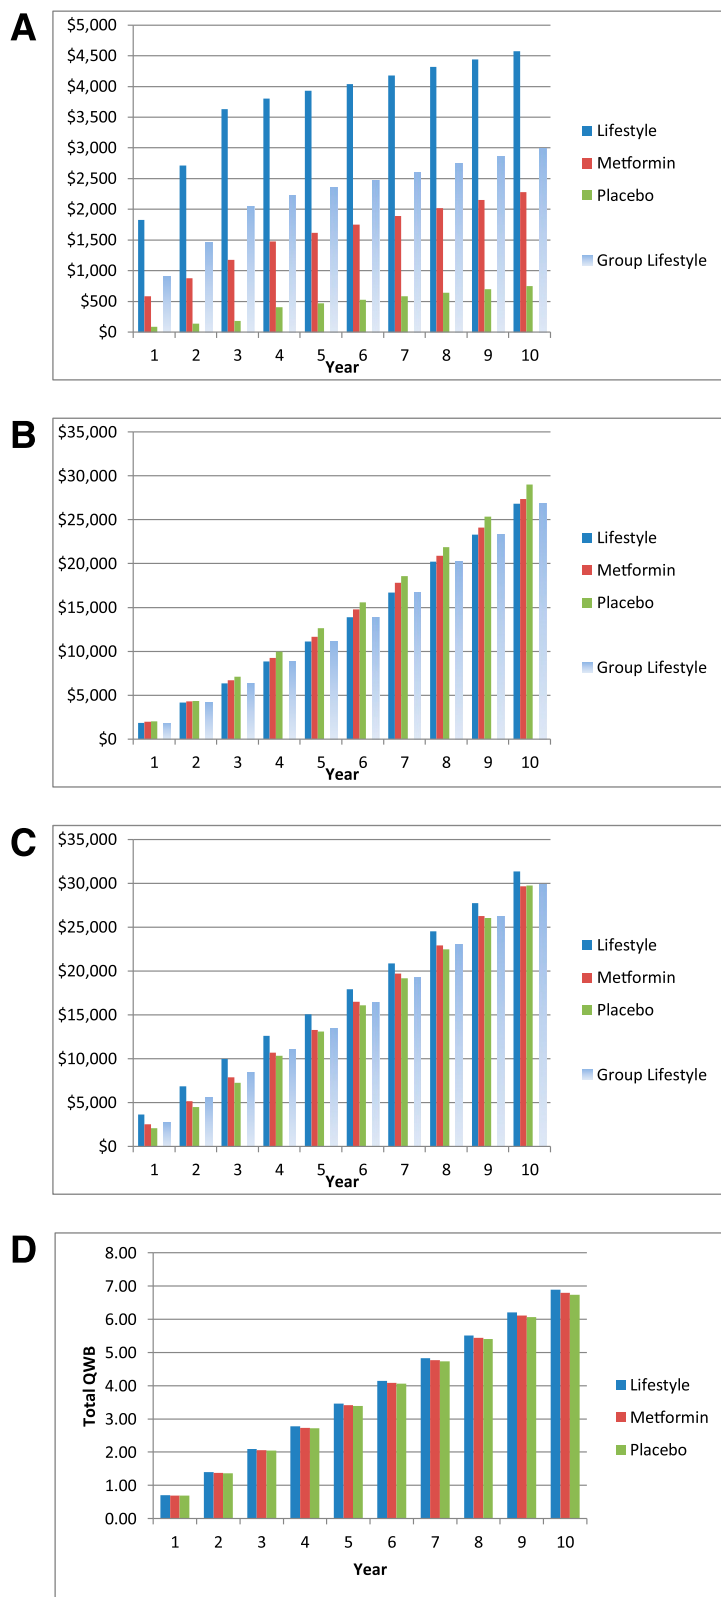 A
$5,000
$4,500
$4,000
$3,500
$3,000
$2,500
$2,000
$1,500
$1,000
$500
$0
1 2 3 4 5 6 7 8 9 10
Year
Lifestyle
Metformin
Placebo
Group Lifestyle
B
$35,000
$30,000
$25,000
$20,000
$15,000
$10,000
$5,000
$0
1 2 3 4 5 6 7 8 9 10
Year
Lifestyle
Metformin
Placebo
Group Lifestyle
C
$35,000
$30,000
$25,000
$20,000
$15,000
$10,000
$5,000
$0
1 2 3 4 5 6 7 8 9 10
Year
Lifestyle
Metformin
Placebo
Group Lifestyle
D
Total QWB
8.00
7.00
6.00
5.00
4.00
3.00
2.00
1.00
0.00
1 2 3 4 5 6 7 8 9 10
Year
Lifestyle
Metformin
Placebo